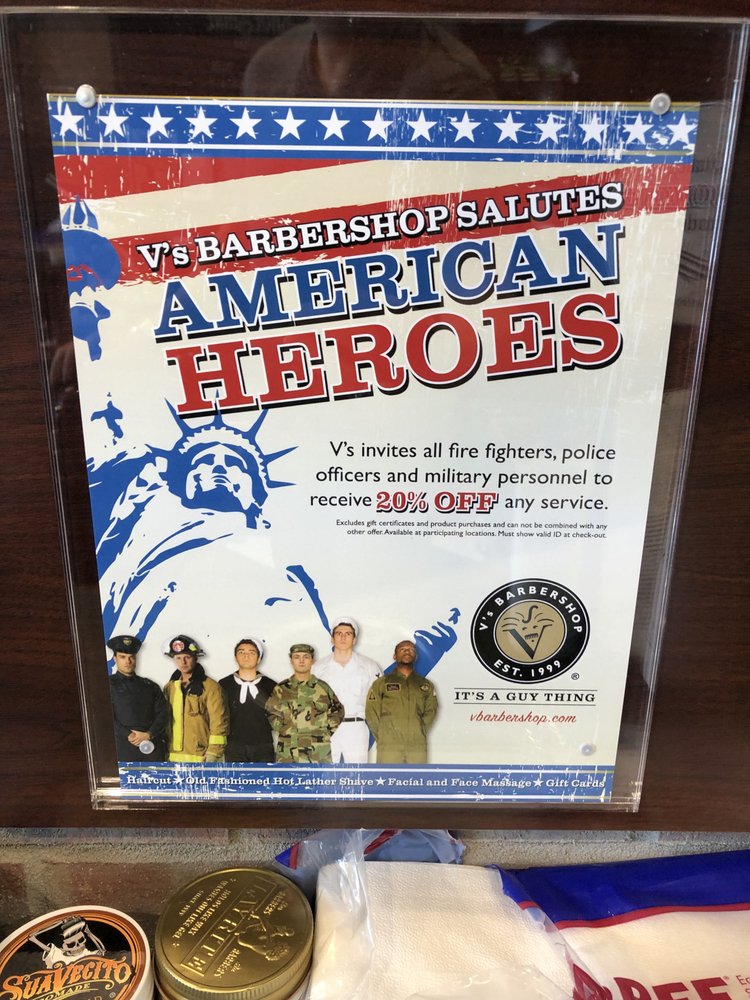 V's BARBERSHOP SALUTES
AMERICAN
HEROES
V's invites all fire fighters, police
officers and military personnel to
receive 20% OFF any service.
Excludes gift certificates and product purchases and can not be combined with any
other offer. Available at participating locations. Must show valid ID at check-out.
V's BARBERSHOP
V
EST. 1999
®
IT'S A GUY THING
vbarbershop.com
Haircut ★ Old Fashioned Hot Lather Shave ★ Facial and Face Massage ★ Gift Cards
SUAVECITO
POMADE
LAYRITE